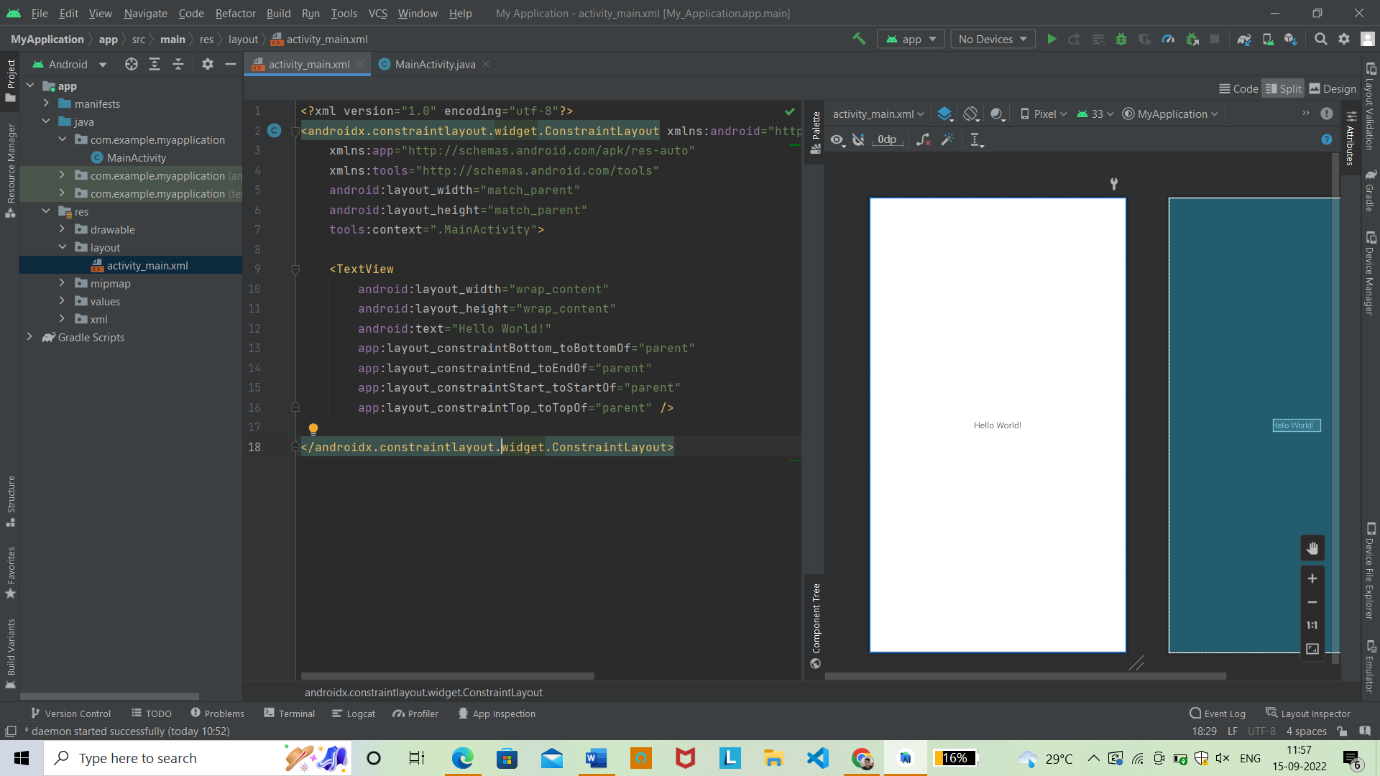 File Edit View Navigate Code Refactor Build Run Tools VCS Window Help My Application - activity_main.xml [My_Application.app.main]
MyApplication app src main res layout activity_main.xml app No Devices
Android activity_main.xml MainActivity.java
Code Split Design
Project
Resource Manager
Structure
Favorites
Build Variants
app
manifests
java
com.example.myapplication
MainActivity
com.example.myapplication (an
com.example.myapplication (tes
res
drawable
layout
activity_main.xml
mipmap
values
xml
Gradle Scripts
1 <?xml version="1.0" encoding="utf-8"?>
2 <androidx.constraintlayout.widget.ConstraintLayout xmlns:android="http
3 xmlns:app="http://schemas.android.com/apk/res-auto"
4 xmlns:tools="http://schemas.android.com/tools"
5 android:layout_width="match_parent"
6 android:layout_height="match_parent"
7 tools:context=".MainActivity">
8
9 <TextView
10 android:layout_width="wrap_content"
11 android:layout_height="wrap_content"
12 android:text="Hello World!"
13 app:layout_constraintBottom_toBottomOf="parent"
14 app:layout_constraintEnd_toEndOf="parent"
15 app:layout_constraintStart_toStartOf="parent"
16 app:layout_constraintTop_toTopOf="parent" />
17
18 </androidx.constraintlayout.widget.ConstraintLayout>
androidx.constraintlayout.widget.ConstraintLayout
Palette
Component Tree
activity_main.xml Pixel 33 MyApplication
0dp
Hello World!
Hello World!
1:1
Attributes
Layout Validation
Gradle
Device Manager
Device File Explorer
Emulator
Version Control TODO Problems Terminal Logcat Profiler App Inspection Event Log Layout Inspector
* daemon started successfully (today 10:52) 18:29 LF UTF-8 4 spaces
Type here to search 16% 29°C ENG 11:57
15-09-2022 6